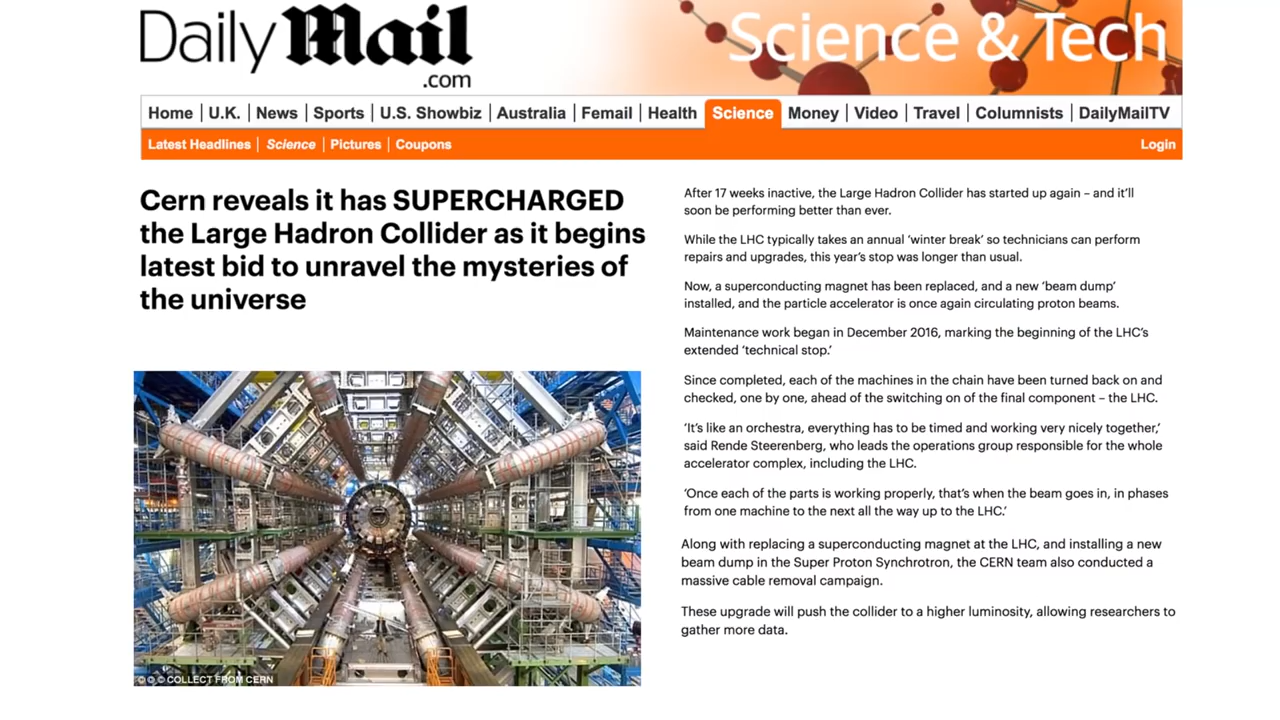 Daily Mail
.com
Science & Tech
Home U.K. News Sports U.S. Showbiz Australia Femail Health Science Money Video Travel Columnists DailyMailTV
Latest Headlines Science Pictures Coupons Login
Cern reveals it has SUPERCHARGED
the Large Hadron Collider as it begins
latest bid to unravel the mysteries of
the universe
© © © COLLECT FROM CERN
After 17 weeks inactive, the Large Hadron Collider has started up again – and it’ll
soon be performing better than ever.
While the LHC typically takes an annual ‘winter break’ so technicians can perform
repairs and upgrades, this year’s stop was longer than usual.
Now, a superconducting magnet has been replaced, and a new ‘beam dump’
installed, and the particle accelerator is once again circulating proton beams.
Maintenance work began in December 2016, marking the beginning of the LHC’s
extended ‘technical stop.’
Since completed, each of the machines in the chain have been turned back on and
checked, one by one, ahead of the switching on of the final component – the LHC.
‘It’s like an orchestra, everything has to be timed and working very nicely together,’
said Rende Steerenberg, who leads the operations group responsible for the whole
accelerator complex, including the LHC.
‘Once each of the parts is working properly, that’s when the beam goes in, in phases
from one machine to the next all the way up to the LHC.’
Along with replacing a superconducting magnet at the LHC, and installing a new
beam dump in the Super Proton Synchrotron, the CERN team also conducted a
massive cable removal campaign.
These upgrade will push the collider to a higher luminosity, allowing researchers to
gather more data.